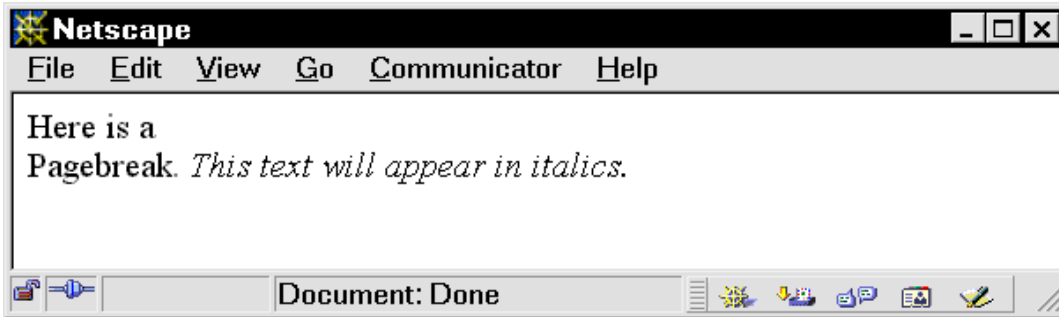 Netscape
File Edit View Go Communicator Help
Here is a
Pagebreak. This text will appear in italics.
Document: Done